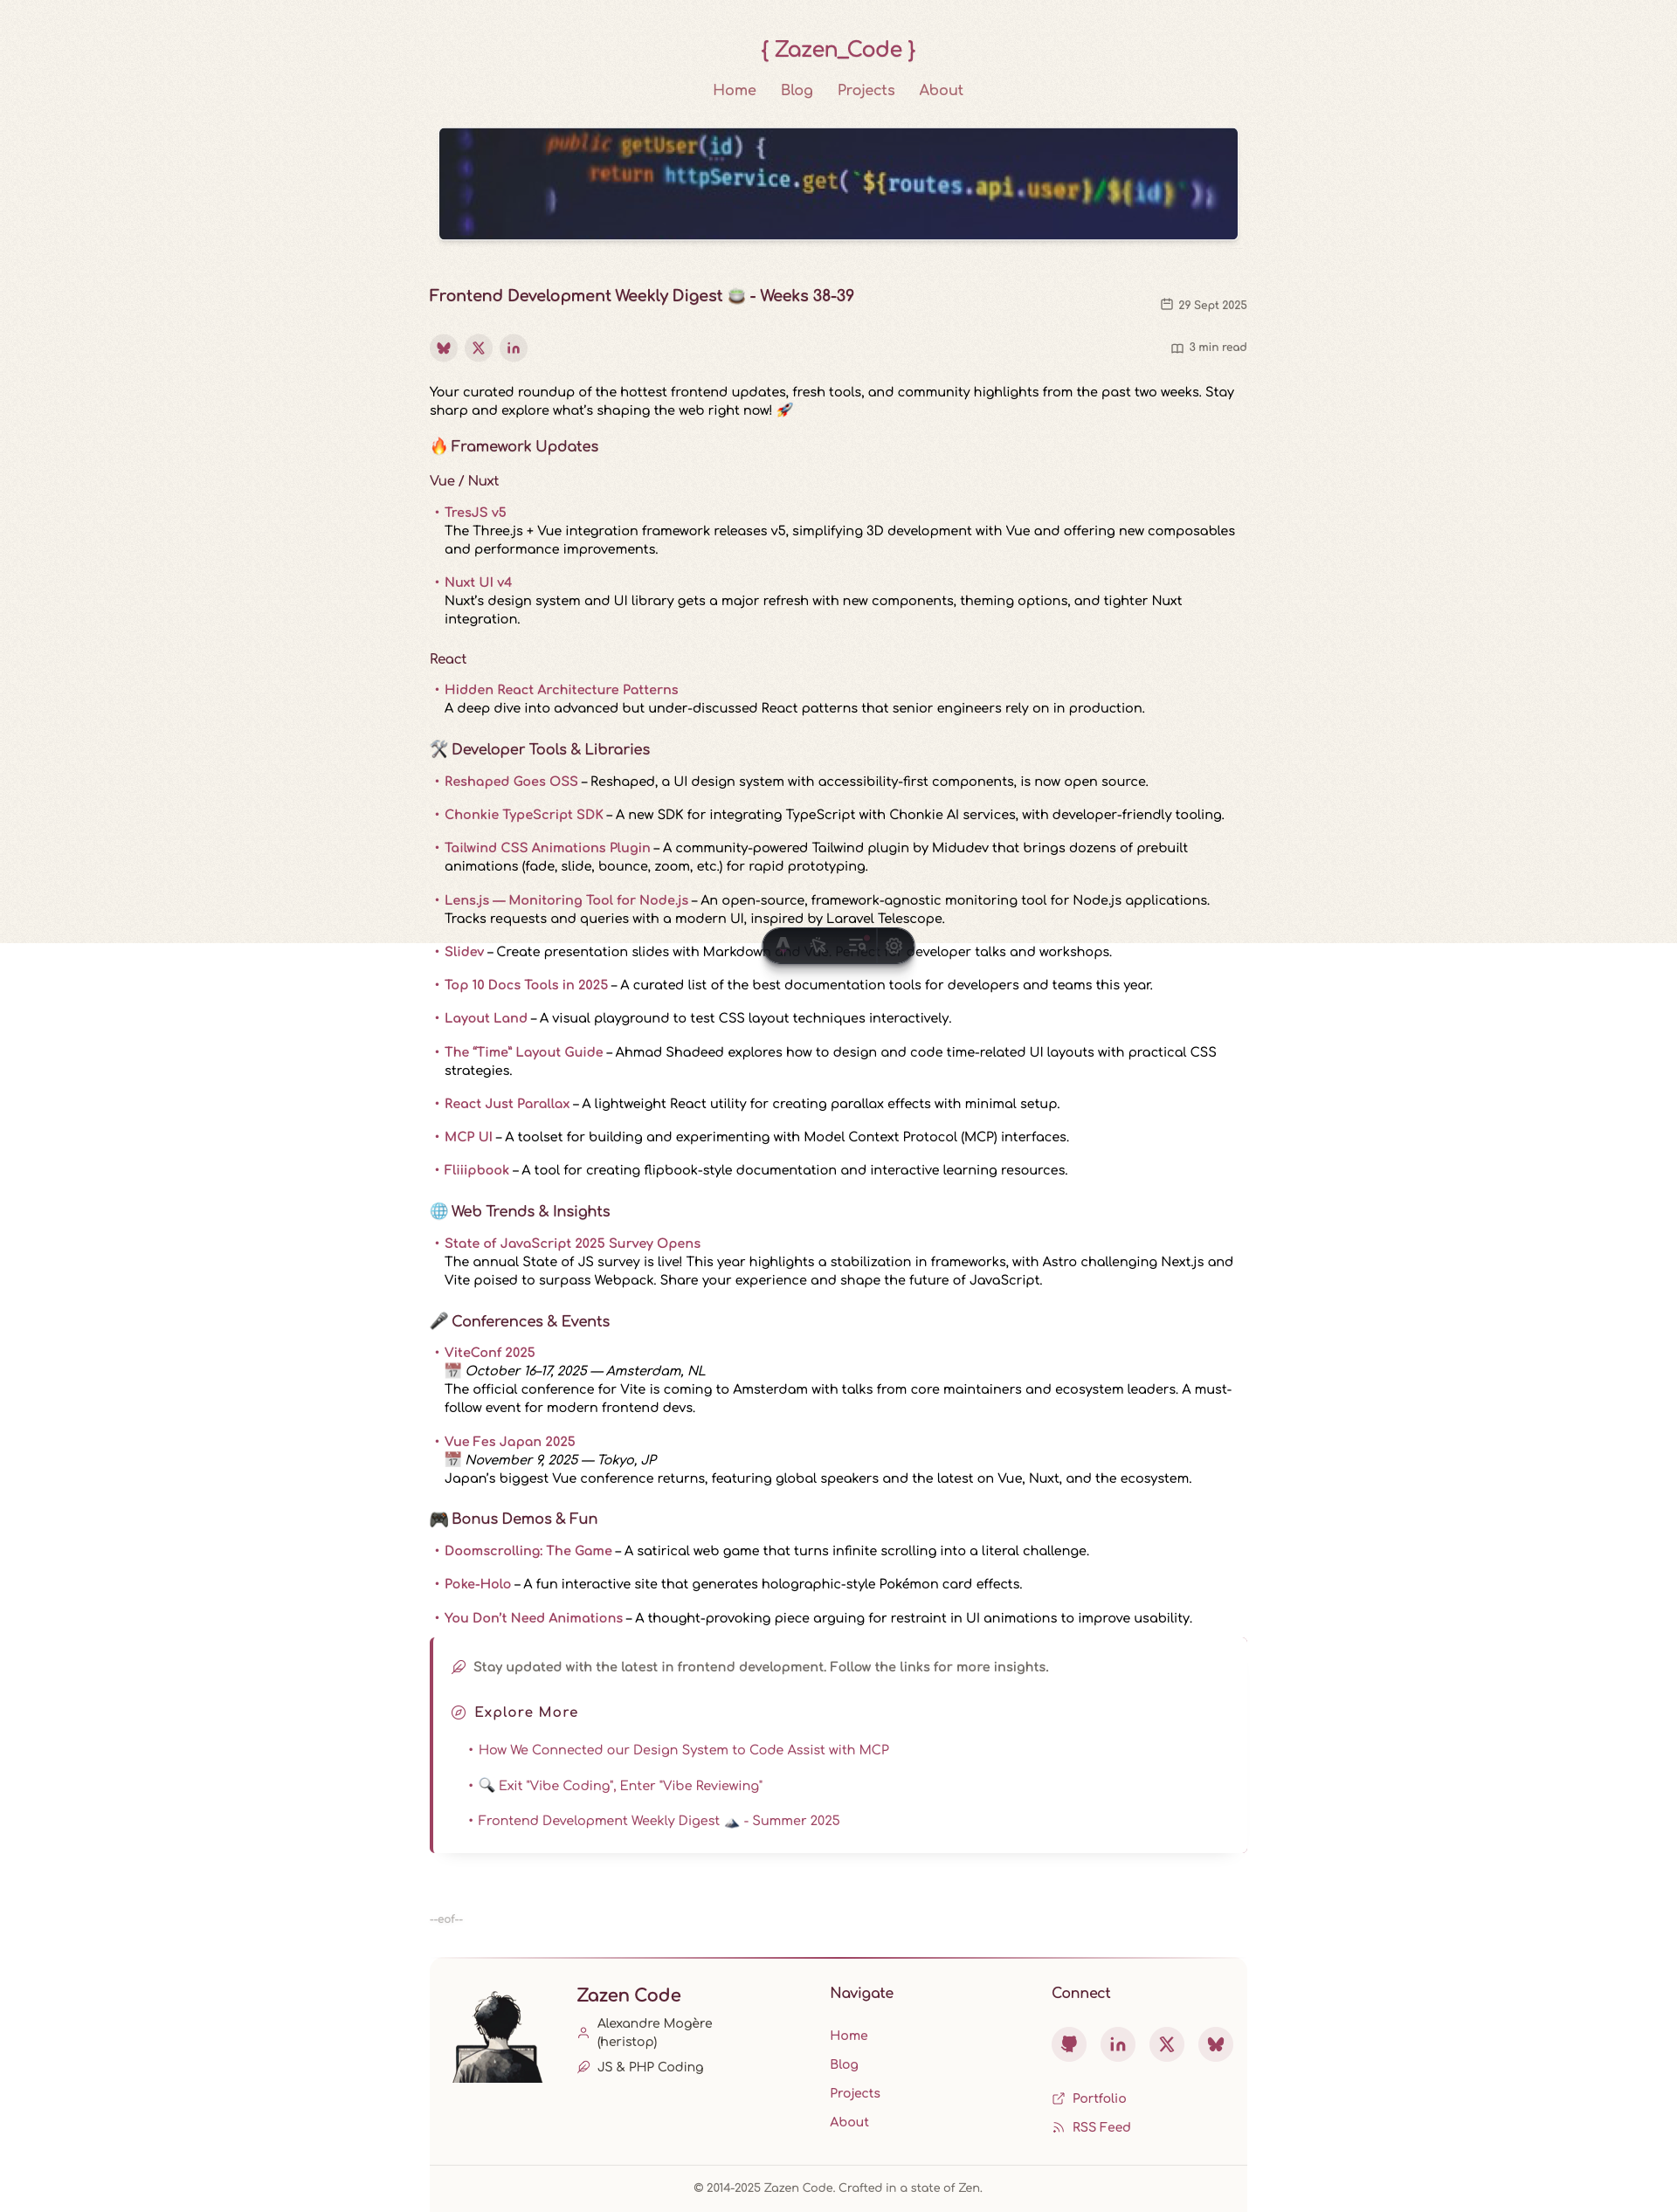 { Zazen_Code }
Home Blog Projects About
public getUser(id) {
return httpService.get(`${routes.api.user}/${id}`);
}
Frontend Development Weekly Digest 🍵 - Weeks 38-39
29 Sept 2025
3 min read
Your curated roundup of the hottest frontend updates, fresh tools, and community highlights from the past two weeks. Stay
sharp and explore what's shaping the web right now! 🚀
🔥 Framework Updates
Vue / Nuxt
• TresJS v5
The Three.js + Vue integration framework releases v5, simplifying 3D development with Vue and offering new composables
and performance improvements.
• Nuxt UI v4
Nuxt's design system and UI library gets a major refresh with new components, theming options, and tighter Nuxt
integration.
React
• Hidden React Architecture Patterns
A deep dive into advanced but under-discussed React patterns that senior engineers rely on in production.
🛠️ Developer Tools & Libraries
• Reshaped Goes OSS – Reshaped, a UI design system with accessibility-first components, is now open source.
• Chonkie TypeScript SDK – A new SDK for integrating TypeScript with Chonkie AI services, with developer-friendly tooling.
• Tailwind CSS Animations Plugin – A community-powered Tailwind plugin by Midudev that brings dozens of prebuilt
animations (fade, slide, bounce, zoom, etc.) for rapid prototyping.
• Lens.js — Monitoring Tool for Node.js – An open-source, framework-agnostic monitoring tool for Node.js applications.
Tracks requests and queries with a modern UI, inspired by Laravel Telescope.
• Slidev – Create presentation slides with Markdown and Vue. Perfect for developer talks and workshops.
• Top 10 Docs Tools in 2025 – A curated list of the best documentation tools for developers and teams this year.
• Layout Land – A visual playground to test CSS layout techniques interactively.
• The “Time” Layout Guide – Ahmad Shadeed explores how to design and code time-related UI layouts with practical CSS
strategies.
• React Just Parallax – A lightweight React utility for creating parallax effects with minimal setup.
• MCP UI – A toolset for building and experimenting with Model Context Protocol (MCP) interfaces.
• Fliiipbook – A tool for creating flipbook-style documentation and interactive learning resources.
🌐 Web Trends & Insights
• State of JavaScript 2025 Survey Opens
The annual State of JS survey is live! This year highlights a stabilization in frameworks, with Astro challenging Next.js and
Vite poised to surpass Webpack. Share your experience and shape the future of JavaScript.
🎤 Conferences & Events
• ViteConf 2025
📅 October 16–17, 2025 — Amsterdam, NL
The official conference for Vite is coming to Amsterdam with talks from core maintainers and ecosystem leaders. A must-
follow event for modern frontend devs.
• Vue Fes Japan 2025
📅 November 9, 2025 — Tokyo, JP
Japan's biggest Vue conference returns, featuring global speakers and the latest on Vue, Nuxt, and the ecosystem.
🎮 Bonus Demos & Fun
• Doomscrolling: The Game – A satirical web game that turns infinite scrolling into a literal challenge.
• Poke-Holo – A fun interactive site that generates holographic-style Pokémon card effects.
• You Don't Need Animations – A thought-provoking piece arguing for restraint in UI animations to improve usability.
Stay updated with the latest in frontend development. Follow the links for more insights.
Explore More
• How We Connected our Design System to Code Assist with MCP
• 🔍 Exit "Vibe Coding", Enter "Vibe Reviewing"
• Frontend Development Weekly Digest 🏔️ - Summer 2025
--eof--
Zazen Code
Alexandre Mogère
(heristop)
JS & PHP Coding
Navigate
Home
Blog
Projects
About
Connect
Portfolio
RSS Feed
© 2014-2025 Zazen Code. Crafted in a state of Zen.